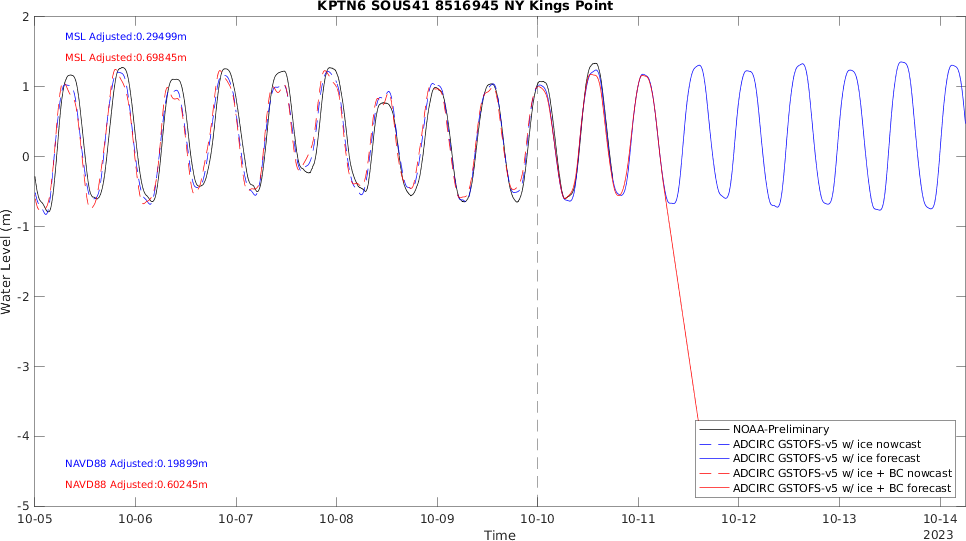 KPTN6 SOUS41 8516945 NY Kings Point
MSL Adjusted:0.29499m
MSL Adjusted:0.69845m
2
1
0
-1
-2
-3
-4
-5
Water Level (m)
NAVD88 Adjusted:0.19899m
NAVD88 Adjusted:0.60245m
NOAA-Preliminary
ADCIRC GSTOFS-v5 w/ ice nowcast
ADCIRC GSTOFS-v5 w/ ice forecast
ADCIRC GSTOFS-v5 w/ ice + BC nowcast
ADCIRC GSTOFS-v5 w/ ice + BC forecast
10-05 10-06 10-07 10-08 10-09 10-10 10-11 10-12 10-13 10-14
2023
Time